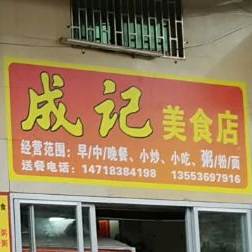 成记 美食店
经营范围：早/中/晚餐、小炒、小吃、粥/粉/面
送餐电话：14718384198 13553697916